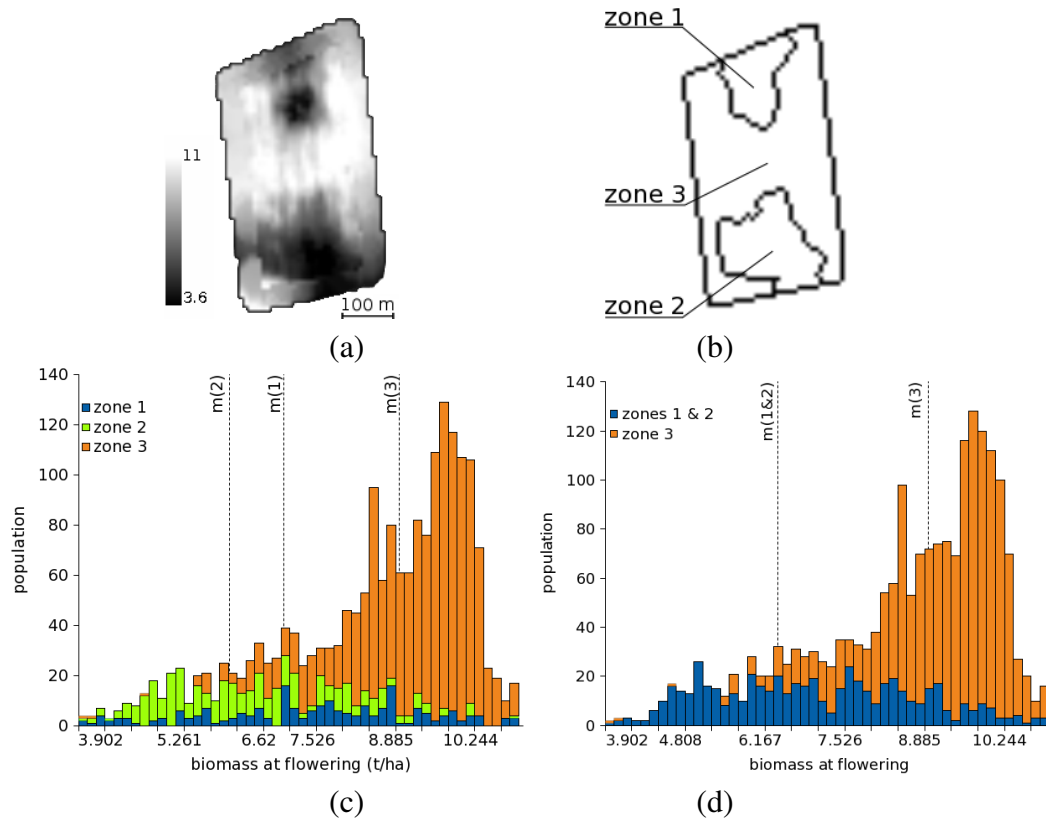 11
3.6
100 m
(a)
zone 1
zone 3
zone 2
(b)
140
120
100
80
60
40
20
0
population
zone 1
zone 2
zone 3
m(2)
m(1)
m(3)
3.902 5.261 6.62 7.526 8.885 10.244
biomass at flowering (t/ha)
(c)
140
120
100
80
60
40
20
0
population
zones 1 & 2
zone 3
m(1&2)
m(3)
3.902 4.808 6.167 7.526 8.885 10.244
biomass at flowering
(d)